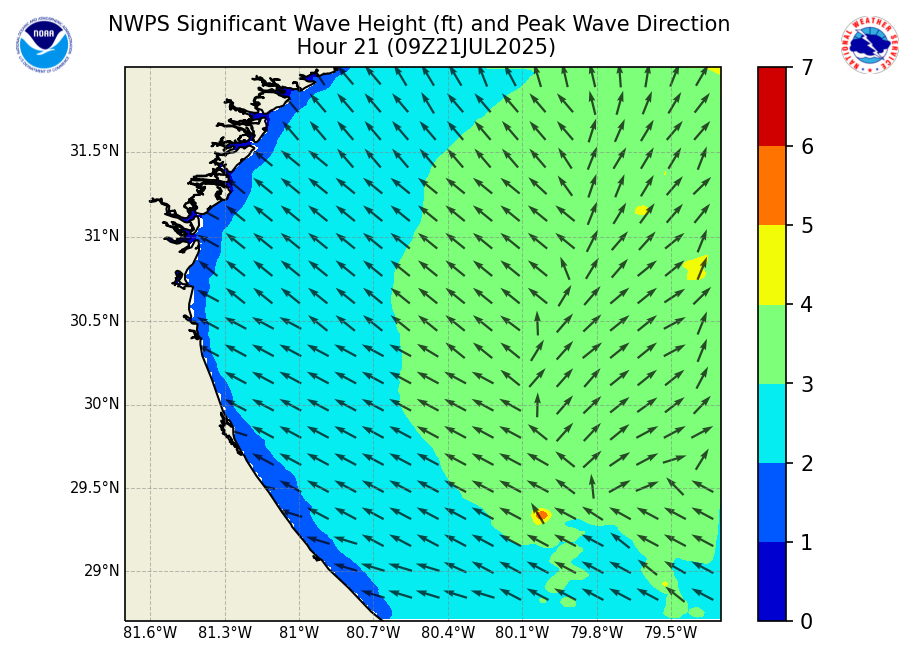 NWPS Significant Wave Height (ft) and Peak Wave Direction
Hour 21 (09Z21JUL2025)
NOAA
NATIONAL WEATHER SERVICE
7
6
5
4
3
2
1
0
31.5°N
31°N
30.5°N
30°N
29.5°N
29°N
81.6°W 81.3°W 81°W 80.7°W 80.4°W 80.1°W 79.8°W 79.5°W